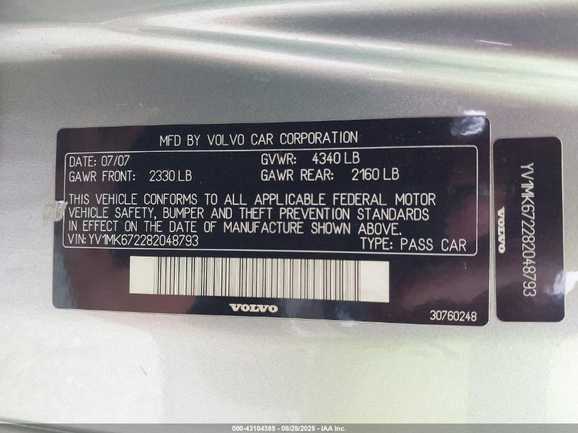 MFD BY VOLVO CAR CORPORATION
DATE: 07/07 GVWR: 4340 LB
GAWR FRONT: 2330 LB GAWR REAR: 2160 LB
THIS VEHICLE CONFORMS TO ALL APPLICABLE FEDERAL MOTOR
VEHICLE SAFETY, BUMPER AND THEFT PREVENTION STANDARDS
IN EFFECT ON THE DATE OF MANUFACTURE SHOWN ABOVE.
VIN: YV1MK672282048793 TYPE: PASS CAR
VOLVO
30760248
YV1MK672282048793
VOLVO
000-43104385 - 08/28/2025 - IAA Inc.